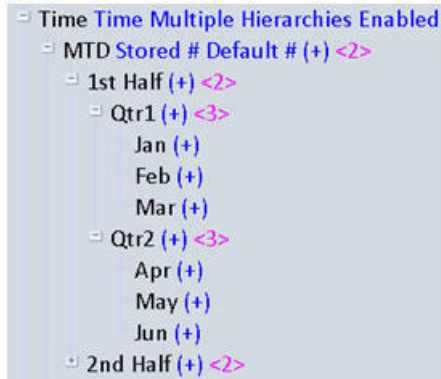 Time Time Multiple Hierarchies Enabled
MTD Stored # Default # (+) <2>
1st Half (+) <2>
Qtr1 (+) <3>
Jan (+)
Feb (+)
Mar (+)
Qtr2 (+) <3>
Apr (+)
May (+)
Jun (+)
2nd Half (+) <2>